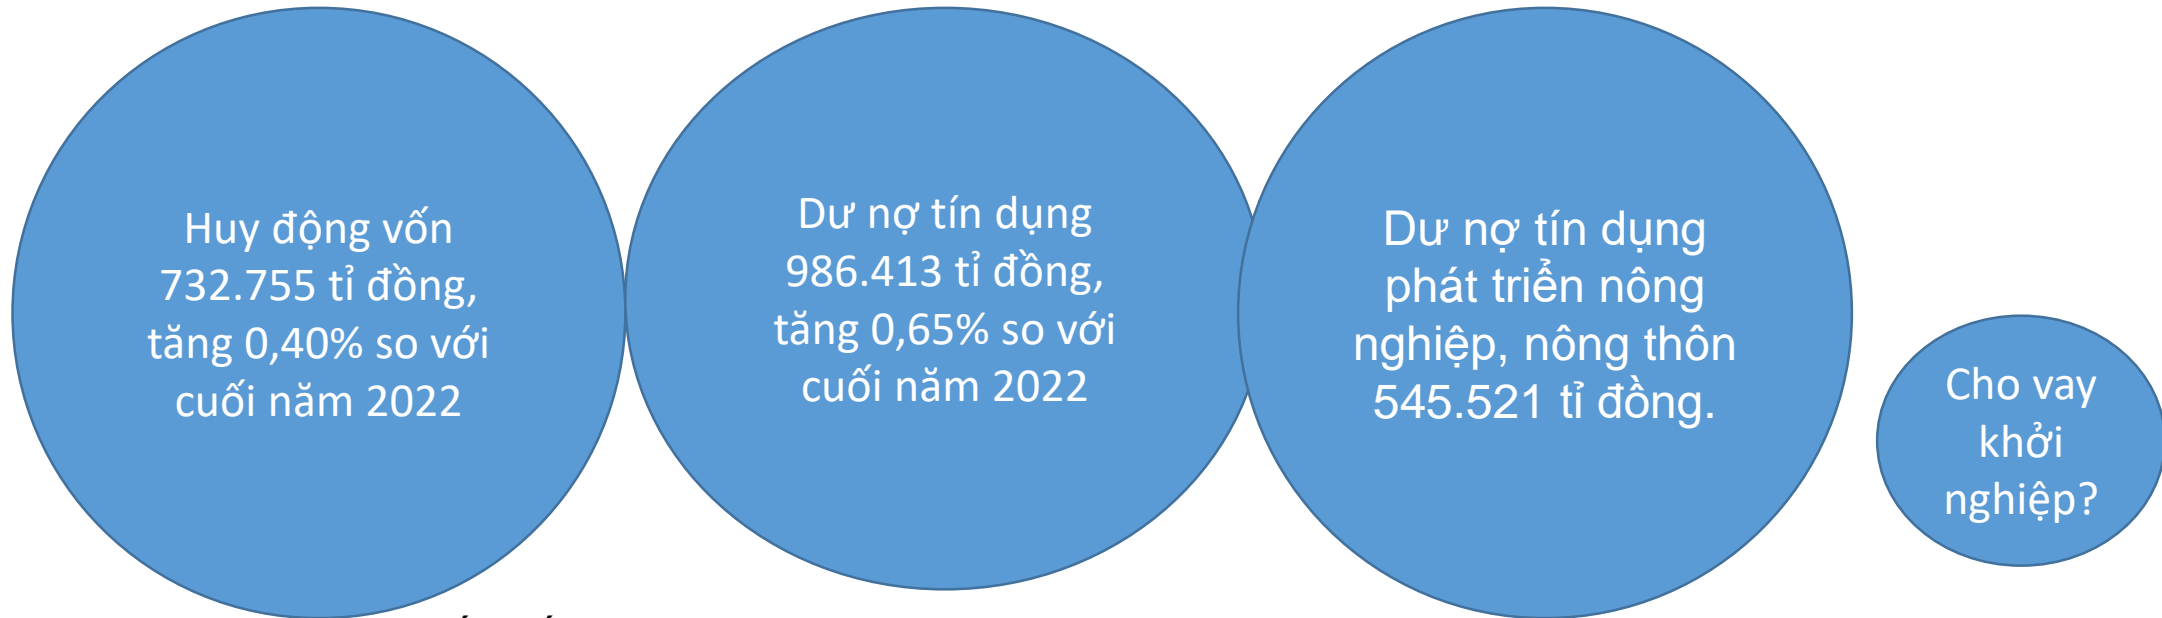 Huy động vốn
732.755 tỉ đồng,
tăng 0,40% so với
cuối năm 2022
Dư nợ tín dụng
986.413 tỉ đồng,
tăng 0,65% so với
cuối năm 2022
Dư nợ tín dụng
phát triển nông
nghiệp, nông thôn
545.521 tỉ đồng.
Cho vay
khởi
nghiệp?